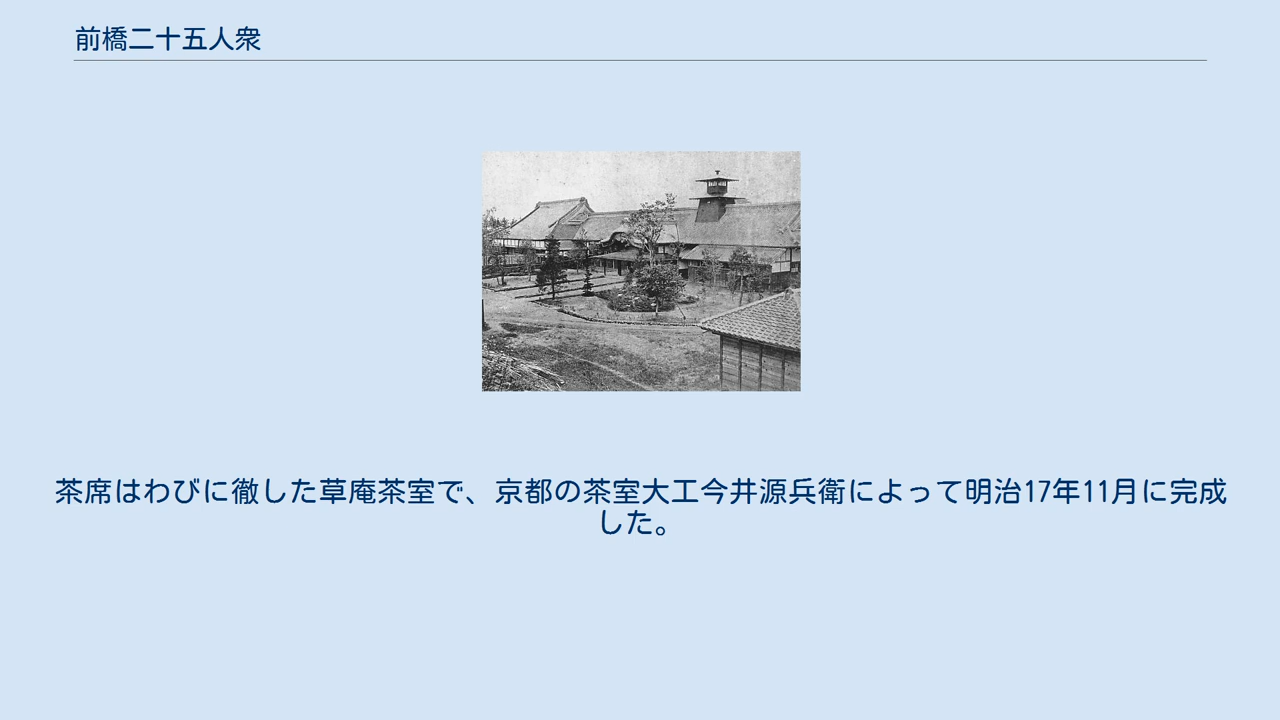 前橋二十五人衆
茶席はわびに徹した草庵茶室で、京都の茶室大工今井源兵衛によって明治17年11月に完成
した。